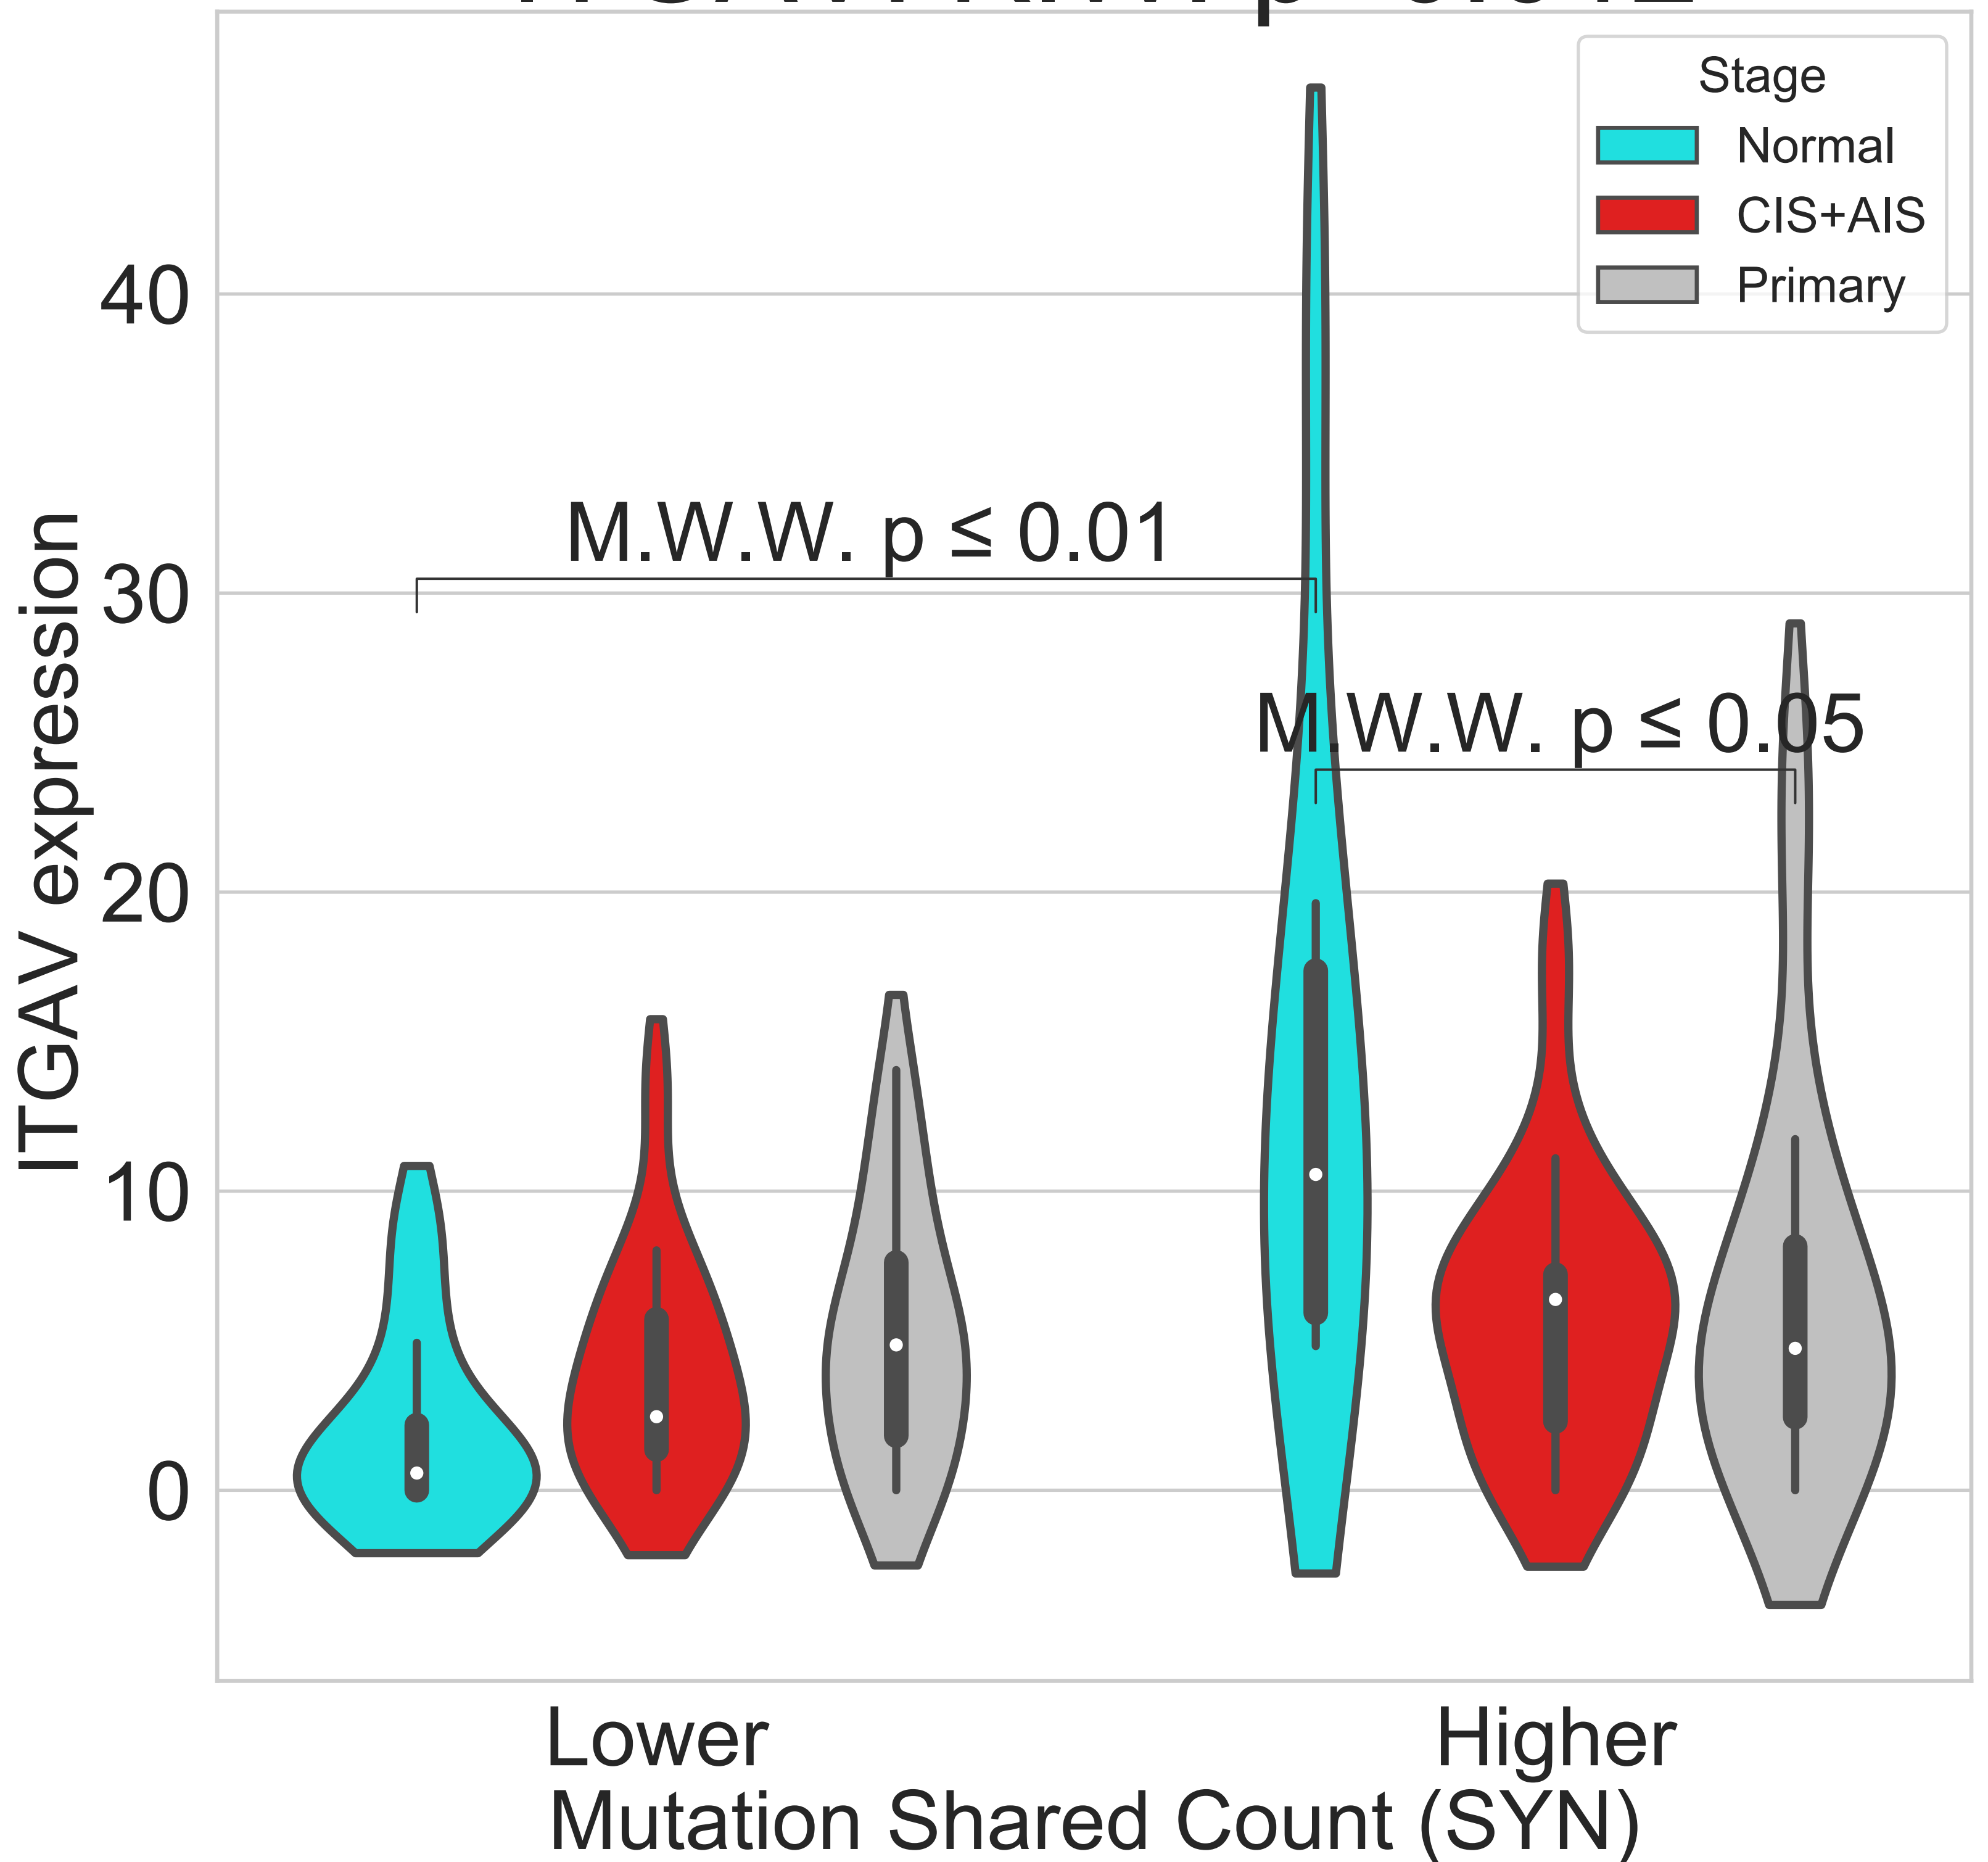 Stage
Normal
CIS+AIS
Primary
40
30
20
10
0
ITGAV expression
M.W.W. p ≤ 0.01
M.W.W. p ≤ 0.05
Lower
Higher
Mutation Shared Count (SYN)